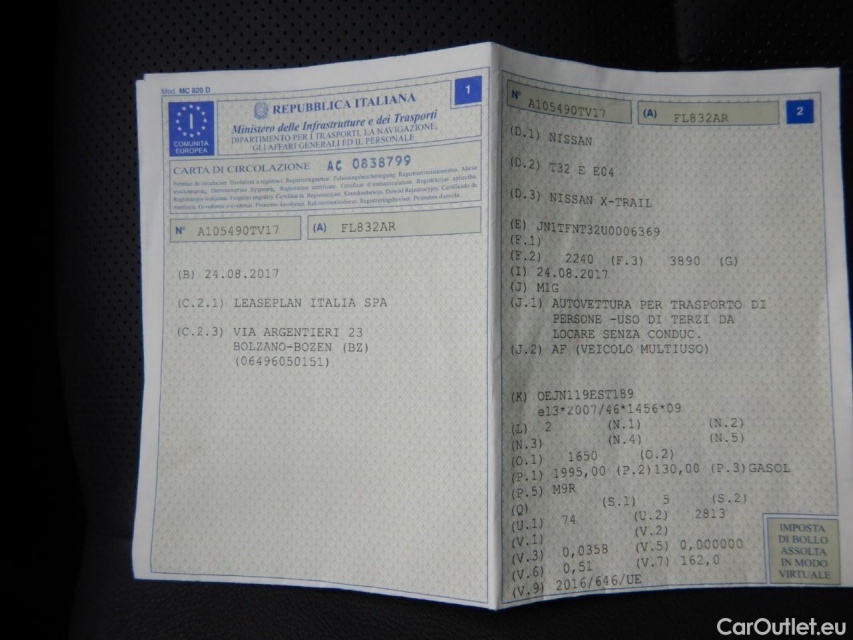 Mod. MC 820 D
1
I
COMUNITÀ
EUROPEA
REPUBBLICA ITALIANA
Ministero delle Infrastrutture e dei Trasporti
DIPARTIMENTO PER I TRASPORTI, LA NAVIGAZIONE,
GLI AFFARI GENERALI ED IL PERSONALE
CARTA DI CIRCOLAZIONE AC 0838799
N° A105490TV17 (A) FL832AR
(B) 24.08.2017
(C.2.1) LEASEPLAN ITALIA SPA
(C.2.3) VIA ARGENTIERI 23
BOLZANO-BOZEN (BZ)
(06496050151)
N° A105490TV17 (A) FL832AR 2
(D.1) NISSAN
(D.2) T32 E E04
(D.3) NISSAN X-TRAIL
(E) JN1TFNT32U0006369
(F.1)
(F.2) 2240 (F.3) 3890 (G)
(I) 24.08.2017
(J) MIG
(J.1) AUTOVETTURA PER TRASPORTO DI
PERSONE -USO DI TERZI DA
LOCARE SENZA CONDUC.
(J.2) AF (VEICOLO MULTIUSO)
(K) OEJN119EST189
e13*2007/46*1456*09
(L) 2 (N.1) (N.2)
(N.3) (N.4) (N.5)
(O.1) 1650 (O.2)
(P.1) 1995,00 (P.2)130,00 (P.3)GASOL
(P.5) M9R
(Q) (S.1) 5 (S.2)
(U.1) 74 (U.2) 2813
(V.1) (V.2)
(V.3) 0,0358 (V.5) 0,000000
(V.6) 0,51 (V.7) 162,0
(V.9) 2016/646/UE
IMPOSTA
DI BOLLO
ASSOLTA
IN MODO
VIRTUALE
CarOutlet.eu